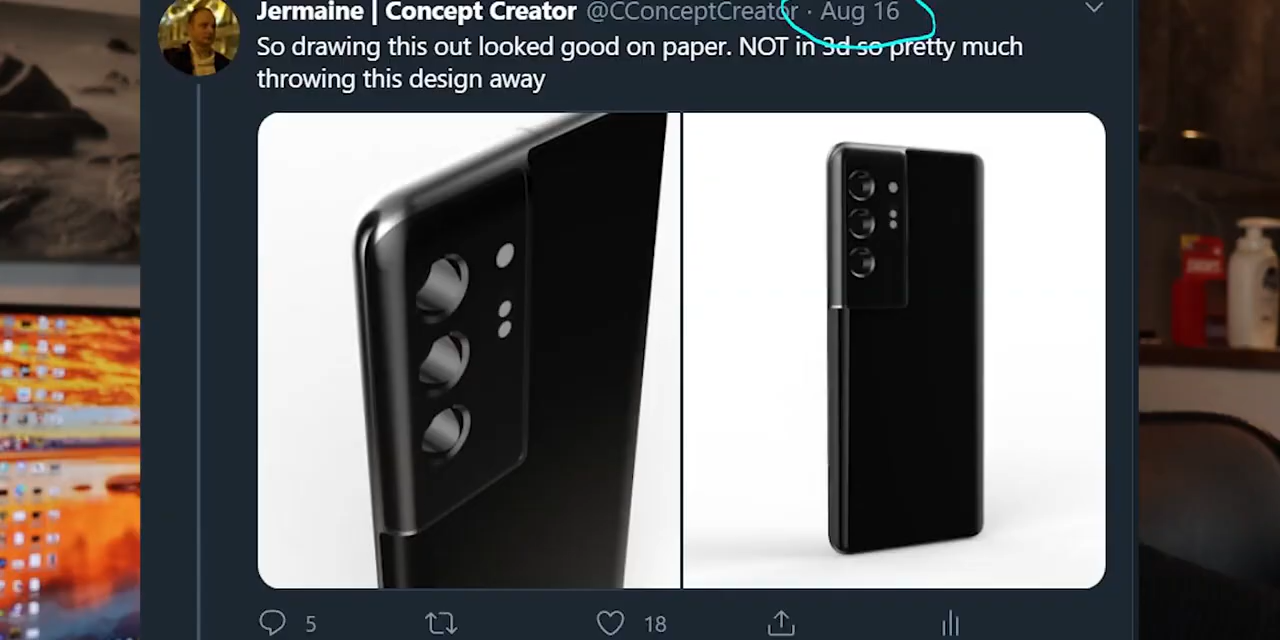 Jermaine | Concept Creator @CConceptCreator · Aug 16
So drawing this out looked good on paper. NOT in 3d so pretty much
throwing this design away
5 18